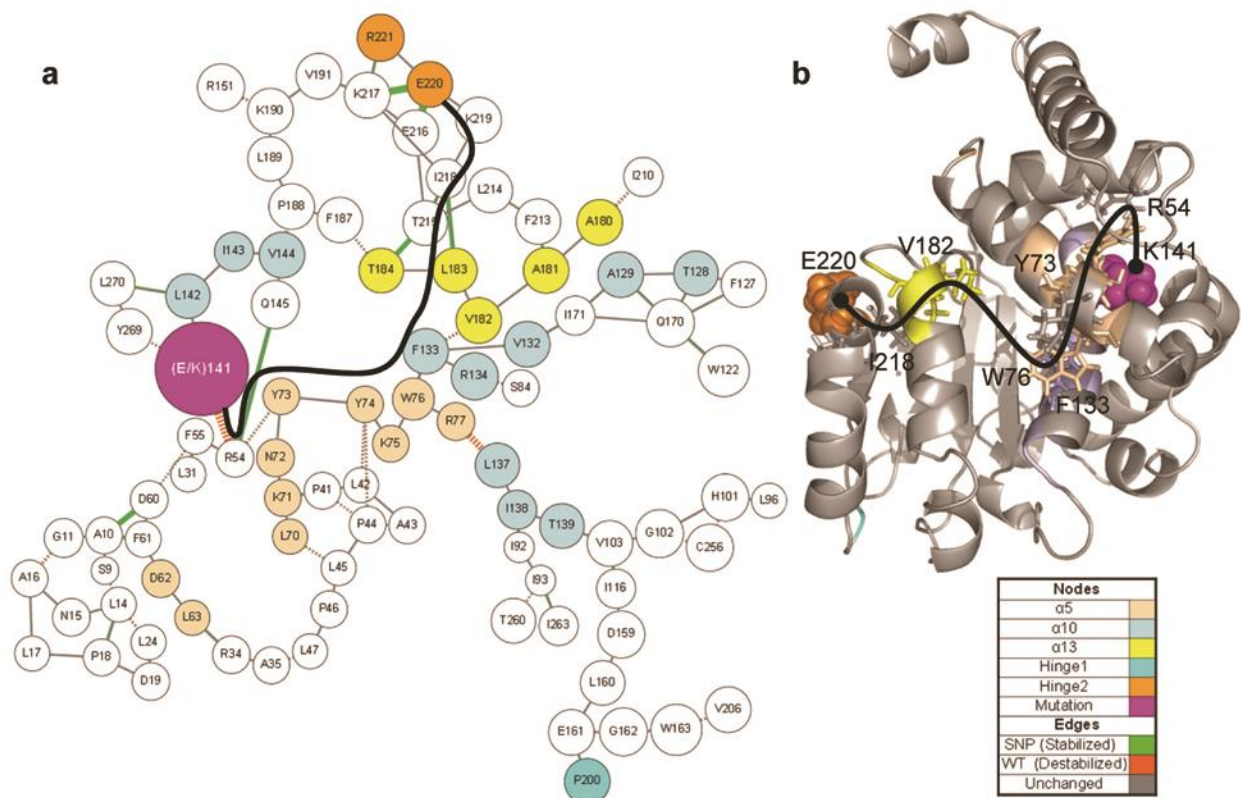 a
b
R221
E220
V191
R151
K217
K190
E216
K219
L189
I218
I210
P188
L214
F187
T219
F213
A180
I143
V144
T184
L183
A181
A129
T128
L270
L142
Q145
F127
V182
I171
Q170
Y269
F133
V132
{E/K}141
R134
S84
W122
Y73
Y74
W76
F55
K75
R77
R54
L31
N72
L137
P41
L42
D60
K71
I138
H101
L96
G11
A10
P44
A43
T139
G102
F61
L70
I92
V103
C256
A16
S9
D62
L45
I93
I116
N15
L14
P46
T260
I263
L63
L24
D159
L17
P18
R34
L47
A35
D19
L160
V206
E161
G162
W163
P200
R54
V182
K141
E220
Y73
I218
W76
F133
Nodes
α5
α10
α13
Hinge1
Hinge2
Mutation
Edges
SNP (Stabilized)
WT (Destabilized)
Unchanged